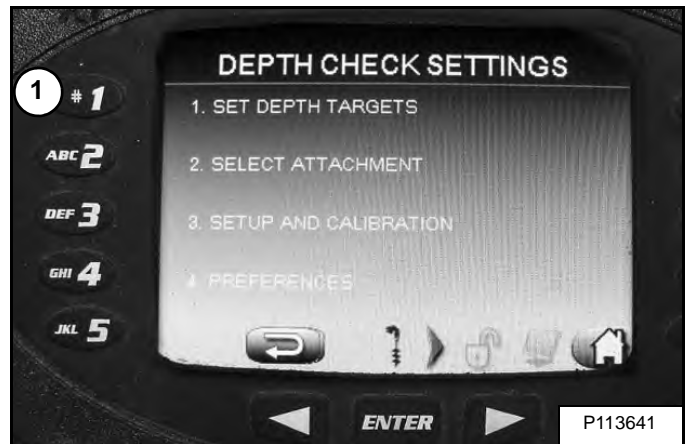 DEPTH CHECK SETTINGS
1
# 1
1. SET DEPTH TARGETS
ABC 2
2. SELECT ATTACHMENT
DEF 3
3. SETUP AND CALIBRATION
GHI 4
4 PREFERENCES
JKL 5
ENTER
P113641